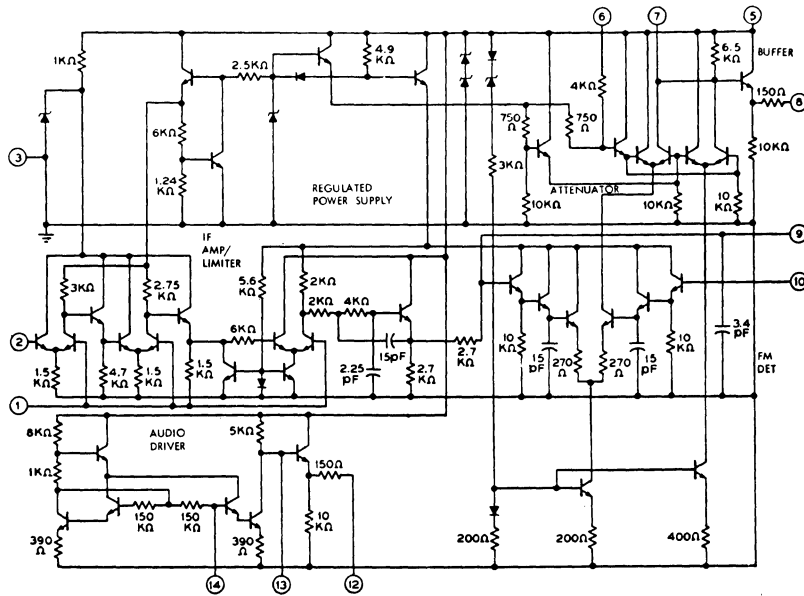 6
7
5
1KΩ
2.5KΩ
4.9 KΩ
6.5 KΩ
BUFFER
4KΩ
150Ω
8
750 Ω
750 Ω
6KΩ
3KΩ
10KΩ
3
1.24 KΩ
REGULATED POWER SUPPLY
ATTENUATOR
10KΩ
10KΩ
10 KΩ
IF AMP/ LIMITER
9
3KΩ
2.75 KΩ
5.6 KΩ
2KΩ
2KΩ
4KΩ
10
6KΩ
2
15pF
2.7 KΩ
3.4 pF
1.5 KΩ
4.7 KΩ
1.5 KΩ
1.5 KΩ
2.25 pF
2.7 KΩ
10 KΩ
15 pF
270 Ω
270 Ω
15 pF
10 KΩ
FM DET
1
8KΩ
AUDIO DRIVER
5KΩ
1KΩ
150Ω
150 KΩ
150 KΩ
390 Ω
390 Ω
10 KΩ
200Ω
200Ω
400Ω
14
13
12